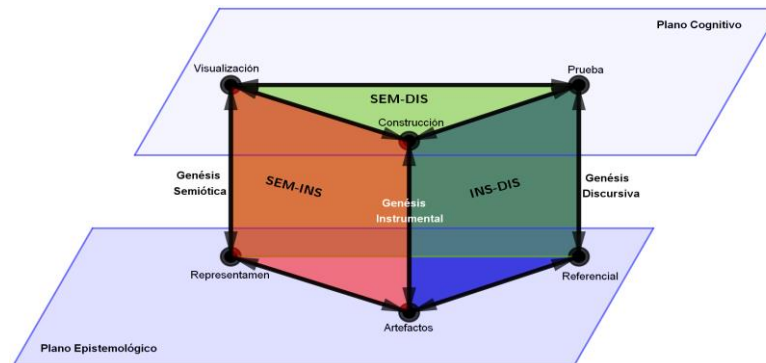 Plano Cognitivo
Visualización
Prueba
SEM-DIS
Construcción
SEM-INS
INS-DIS
Genésis
Semiótica
Genésis
Instrumental
Genésis
Discursiva
Representamen
Referencial
Artefactos
Plano Epistemológico